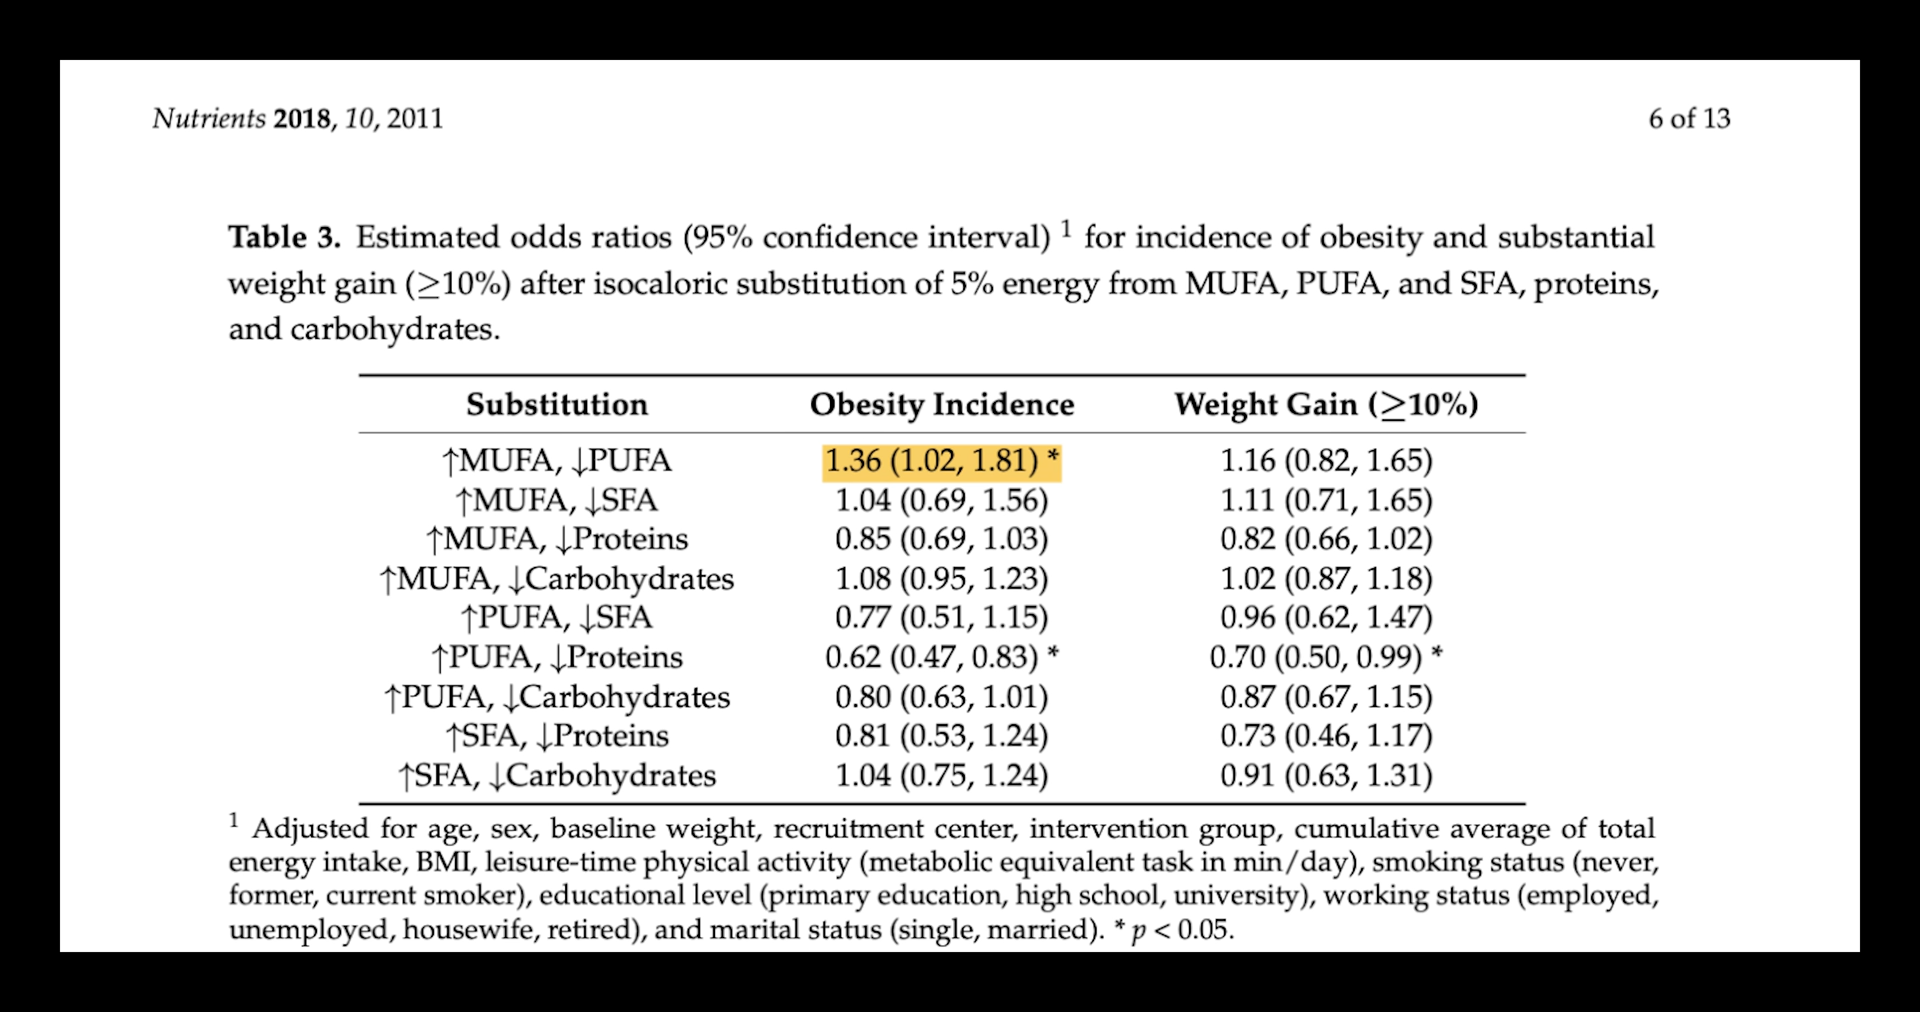 Nutrients 2018, 10, 2011
6 of 13
Table 3. Estimated odds ratios (95% confidence interval) 1 for incidence of obesity and substantial
weight gain (≥10%) after isocaloric substitution of 5% energy from MUFA, PUFA, and SFA, proteins,
and carbohydrates.
Substitution Obesity Incidence Weight Gain (≥10%)
↑MUFA, ↓PUFA 1.36 (1.02, 1.81) * 1.16 (0.82, 1.65)
↑MUFA, ↓SFA 1.04 (0.69, 1.56) 1.11 (0.71, 1.65)
↑MUFA, ↓Proteins 0.85 (0.69, 1.03) 0.82 (0.66, 1.02)
↑MUFA, ↓Carbohydrates 1.08 (0.95, 1.23) 1.02 (0.87, 1.18)
↑PUFA, ↓SFA 0.77 (0.51, 1.15) 0.96 (0.62, 1.47)
↑PUFA, ↓Proteins 0.62 (0.47, 0.83) * 0.70 (0.50, 0.99) *
↑PUFA, ↓Carbohydrates 0.80 (0.63, 1.01) 0.87 (0.67, 1.15)
↑SFA, ↓Proteins 0.81 (0.53, 1.24) 0.73 (0.46, 1.17)
↑SFA, ↓Carbohydrates 1.04 (0.75, 1.24) 0.91 (0.63, 1.31)
1 Adjusted for age, sex, baseline weight, recruitment center, intervention group, cumulative average of total
energy intake, BMI, leisure-time physical activity (metabolic equivalent task in min/day), smoking status (never,
former, current smoker), educational level (primary education, high school, university), working status (employed,
unemployed, housewife, retired), and marital status (single, married). * p < 0.05.